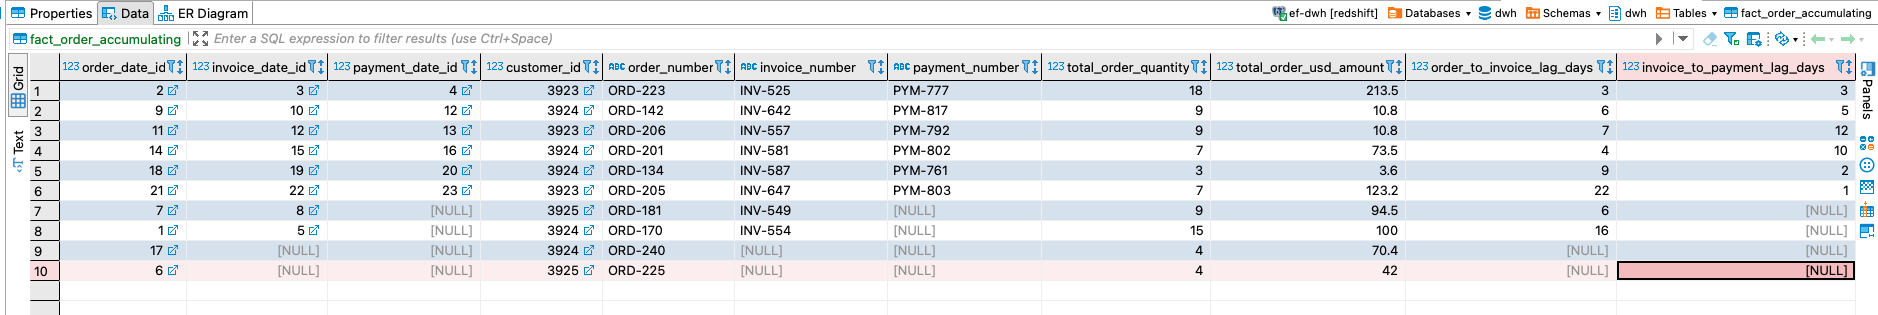 Properties Data ER Diagram ef-dwh [redshift] Databases dwh Schemas dwh Tables fact_order_accumulating
fact_order_accumulating Enter a SQL expression to filter results (use Ctrl+Space)
Grid
Text
Panels
123 order_date_id 123 invoice_date_id 123 payment_date_id 123 customer_id ABC order_number ABC invoice_number ABC payment_number 123 total_order_quantity 123 total_order_usd_amount 123 order_to_invoice_lag_days 123 invoice_to_payment_lag_days
1 2 3 4 3923 ORD-223 INV-525 PYM-777 18 213.5 3 3
2 9 10 12 3924 ORD-142 INV-642 PYM-817 9 10.8 6 5
3 11 12 13 3923 ORD-206 INV-557 PYM-792 9 10.8 7 12
4 14 15 16 3924 ORD-201 INV-581 PYM-802 7 73.5 4 10
5 18 19 20 3924 ORD-134 INV-587 PYM-761 3 3.6 9 2
6 21 22 23 3923 ORD-205 INV-647 PYM-803 7 123.2 22 1
7 7 8 [NULL] 3925 ORD-181 INV-549 [NULL] 9 94.5 6 [NULL]
8 1 5 [NULL] 3924 ORD-170 INV-554 [NULL] 15 100 16 [NULL]
9 17 [NULL] [NULL] 3924 ORD-240 [NULL] [NULL] 4 70.4 [NULL] [NULL]
10 6 [NULL] [NULL] 3925 ORD-225 [NULL] [NULL] 4 42 [NULL] [NULL]